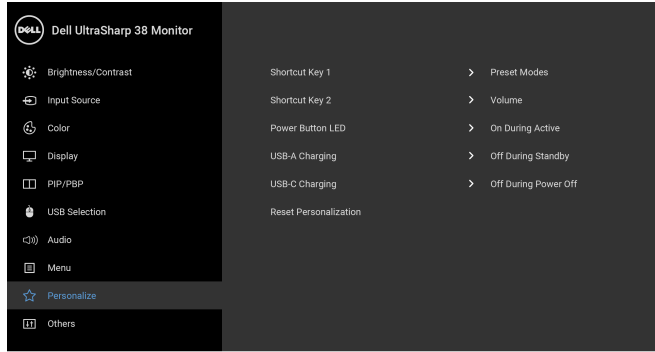 DELL Dell UltraSharp 38 Monitor
Brightness/Contrast
Input Source
Color
Display
PIP/PBP
USB Selection
Audio
Menu
Personalize
Others
Shortcut Key 1 > Preset Modes
Shortcut Key 2 > Volume
Power Button LED > On During Active
USB-A Charging > Off During Standby
USB-C Charging > Off During Power Off
Reset Personalization